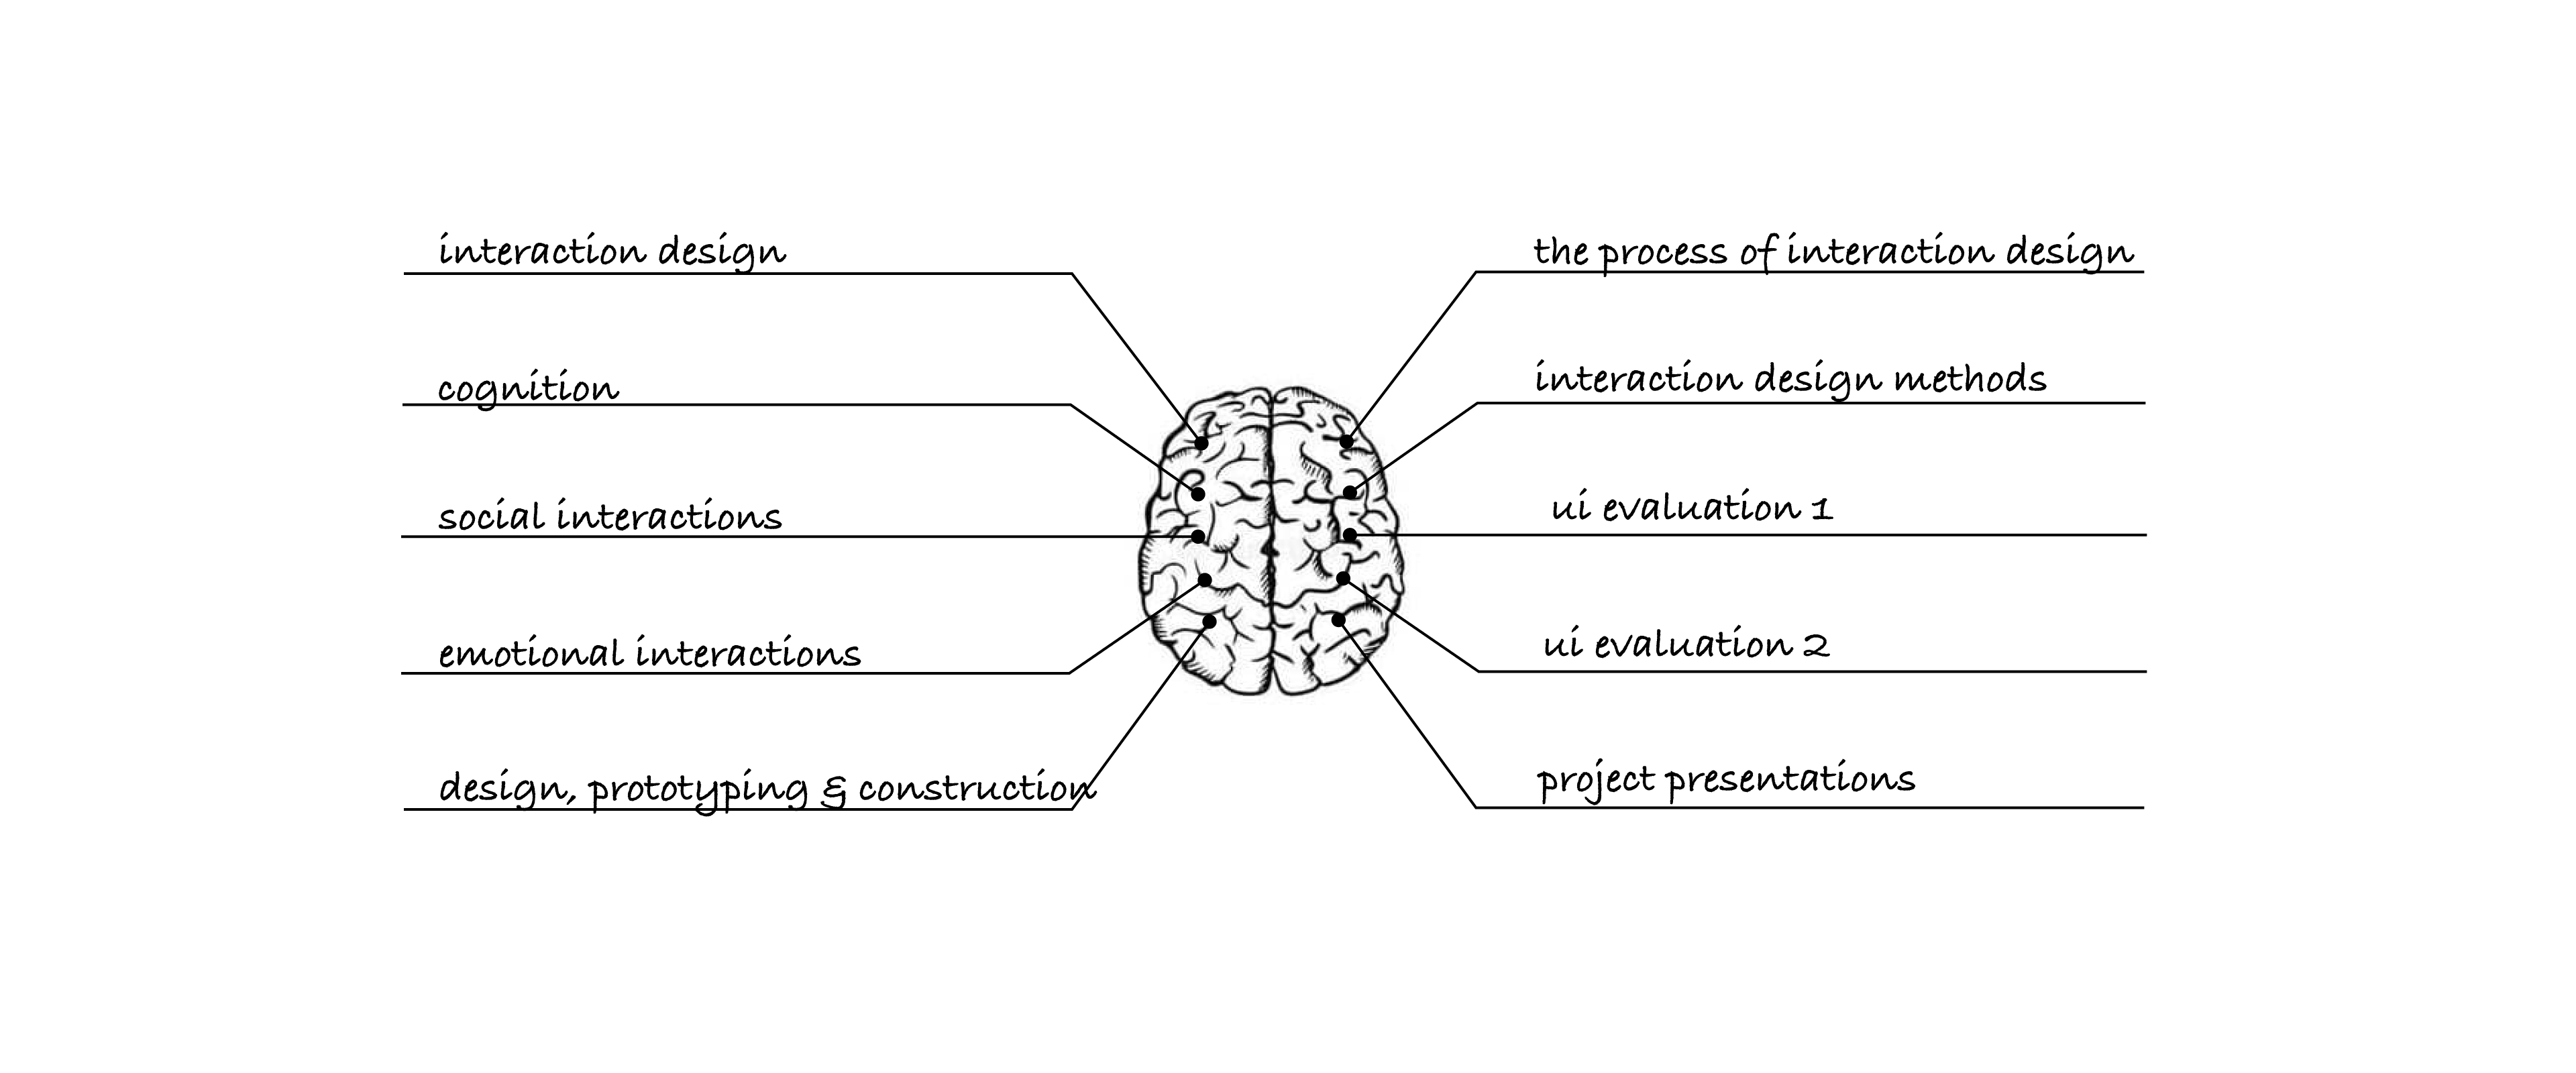 interaction design
cognition
social interactions
emotional interactions
design, prototyping & construction
the process of interaction design
interaction design methods
ui evaluation 1
ui evaluation 2
project presentations